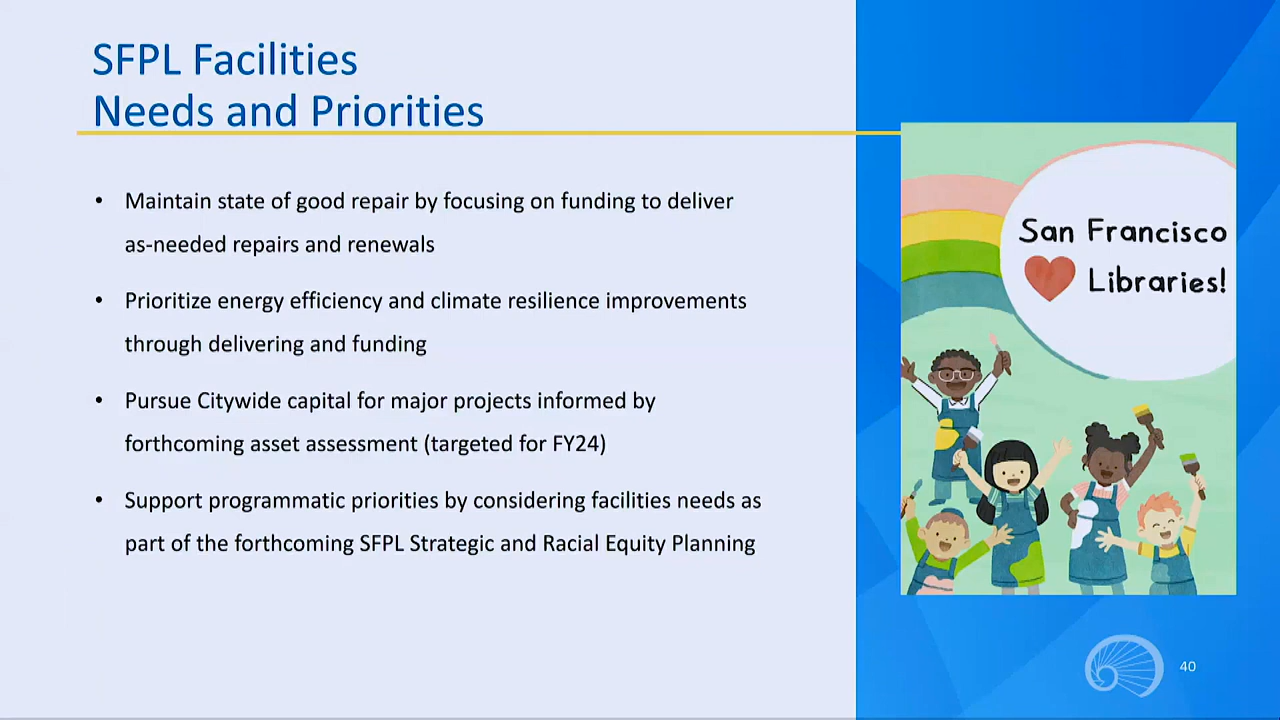 SFPL Facilities
Needs and Priorities
• Maintain state of good repair by focusing on funding to deliver
as-needed repairs and renewals
• Prioritize energy efficiency and climate resilience improvements
through delivering and funding
• Pursue Citywide capital for major projects informed by
forthcoming asset assessment (targeted for FY24)
• Support programmatic priorities by considering facilities needs as
part of the forthcoming SFPL Strategic and Racial Equity Planning
San Francisco
❤ Libraries!
40